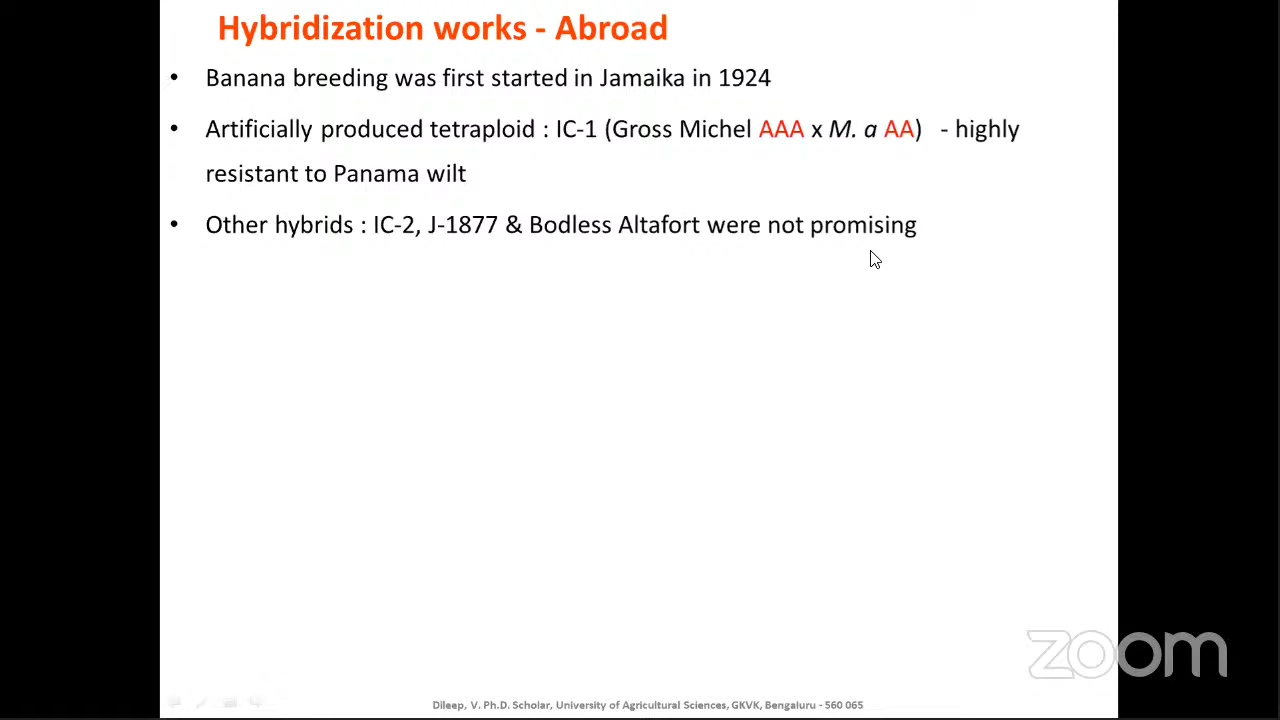 Hybridization works - Abroad
• Banana breeding was first started in Jamaika in 1924
• Artificially produced tetraploid : IC-1 (Gross Michel AAA x M. a AA) - highly
resistant to Panama wilt
• Other hybrids : IC-2, J-1877 & Bodless Altafort were not promising
zoom
Dileep, V. Ph.D. Scholar, University of Agricultural Sciences, GKVK, Bengaluru - 560 065